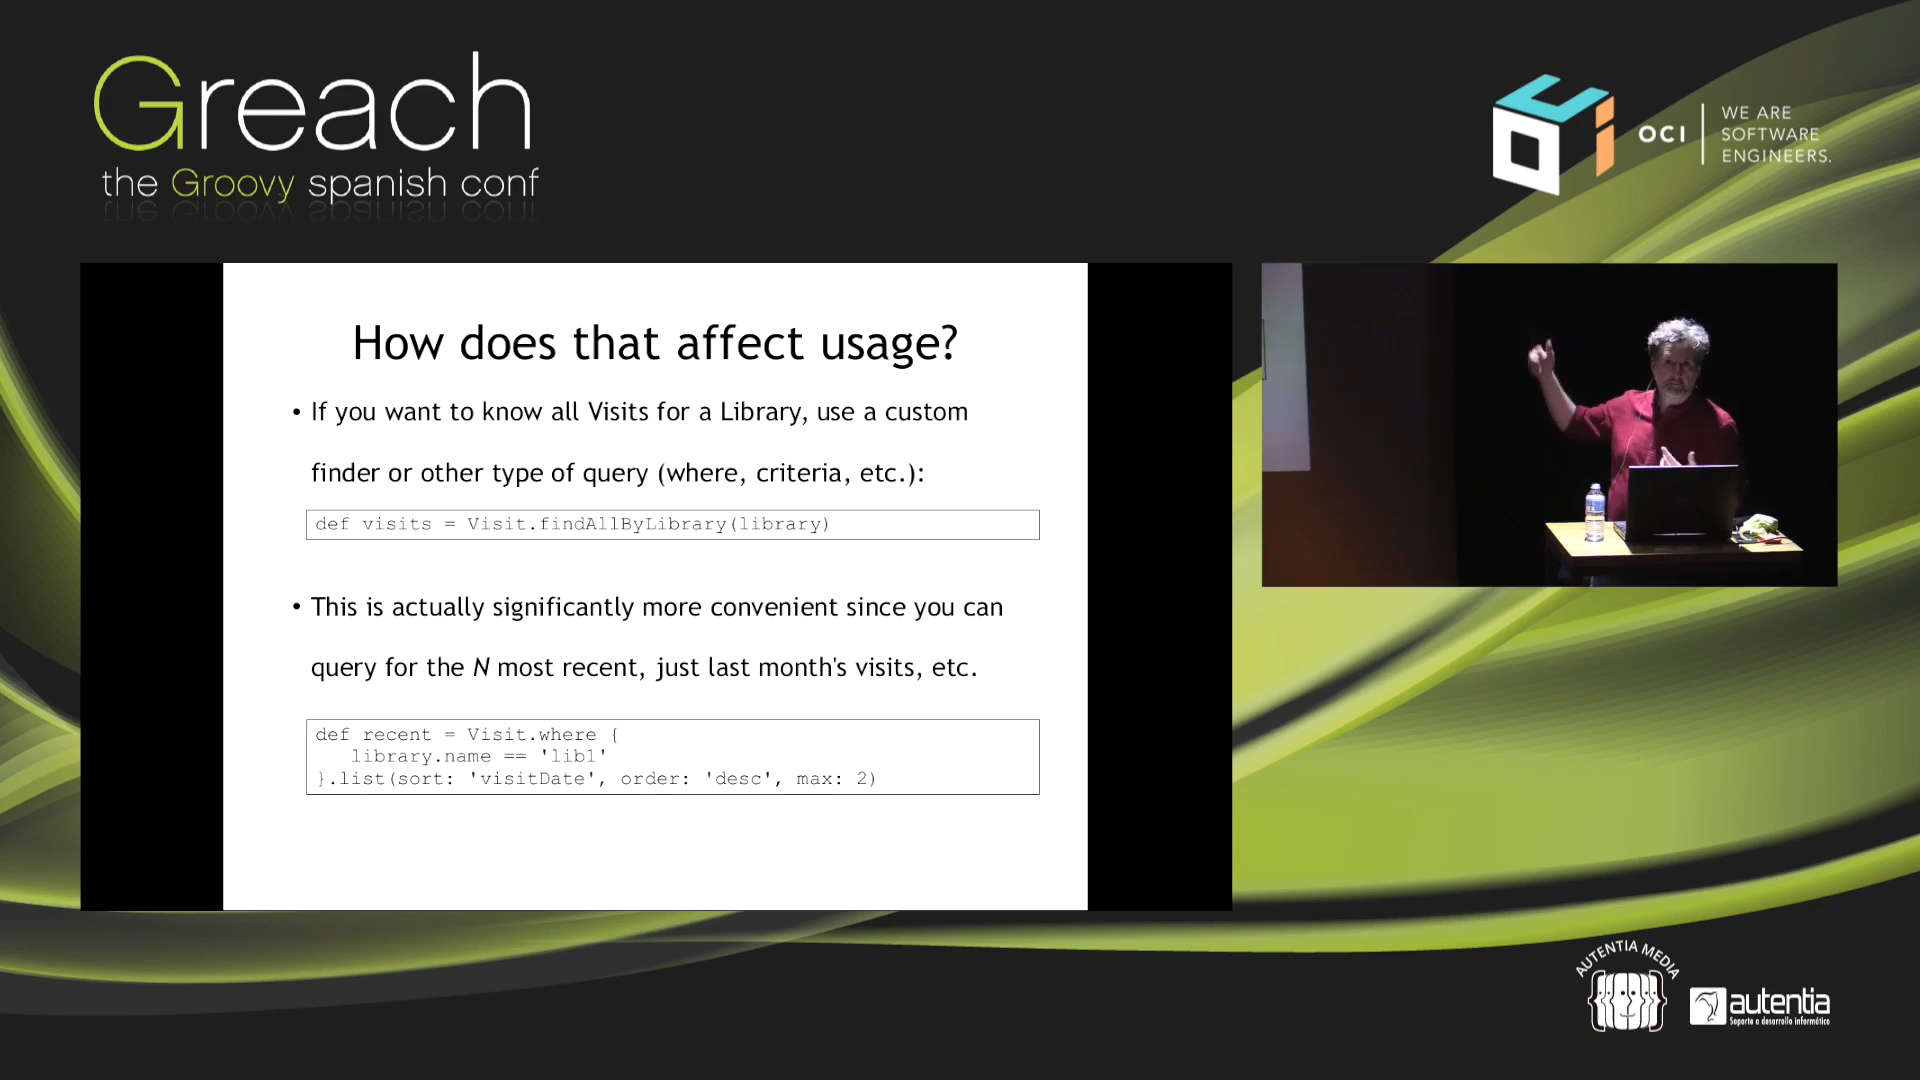 Greach
the Groovy spanish conf
OCI
WE ARE
SOFTWARE
ENGINEERS.
How does that affect usage?
• If you want to know all Visits for a Library, use a custom
finder or other type of query (where, criteria, etc.):
def visits = Visit.findAllByLibrary(library)
• This is actually significantly more convenient since you can
query for the N most recent, just last month's visits, etc.
def recent = Visit.where {
library.name == 'lib1'
}.list(sort: 'visitDate', order: 'desc', max: 2)
AUTENTIA MEDIA
autentia
Soporte a desarrollo informático